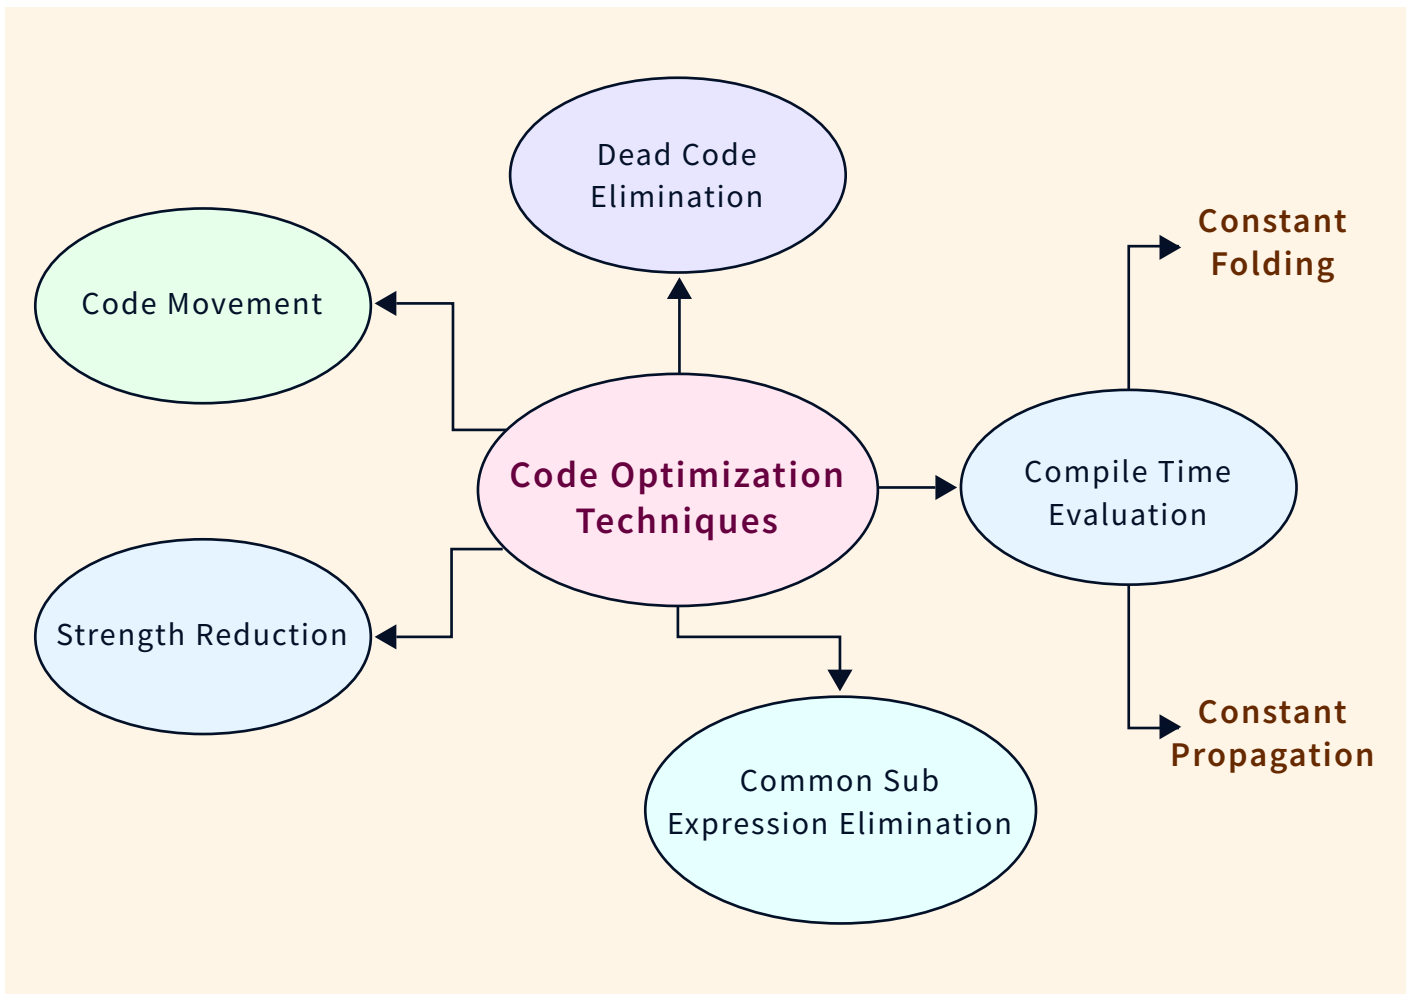 Dead Code
Elimination
Constant
Folding
Code Movement
Code Optimization
Techniques
Compile Time
Evaluation
Strength Reduction
Constant
Propagation
Common Sub
Expression Elimination